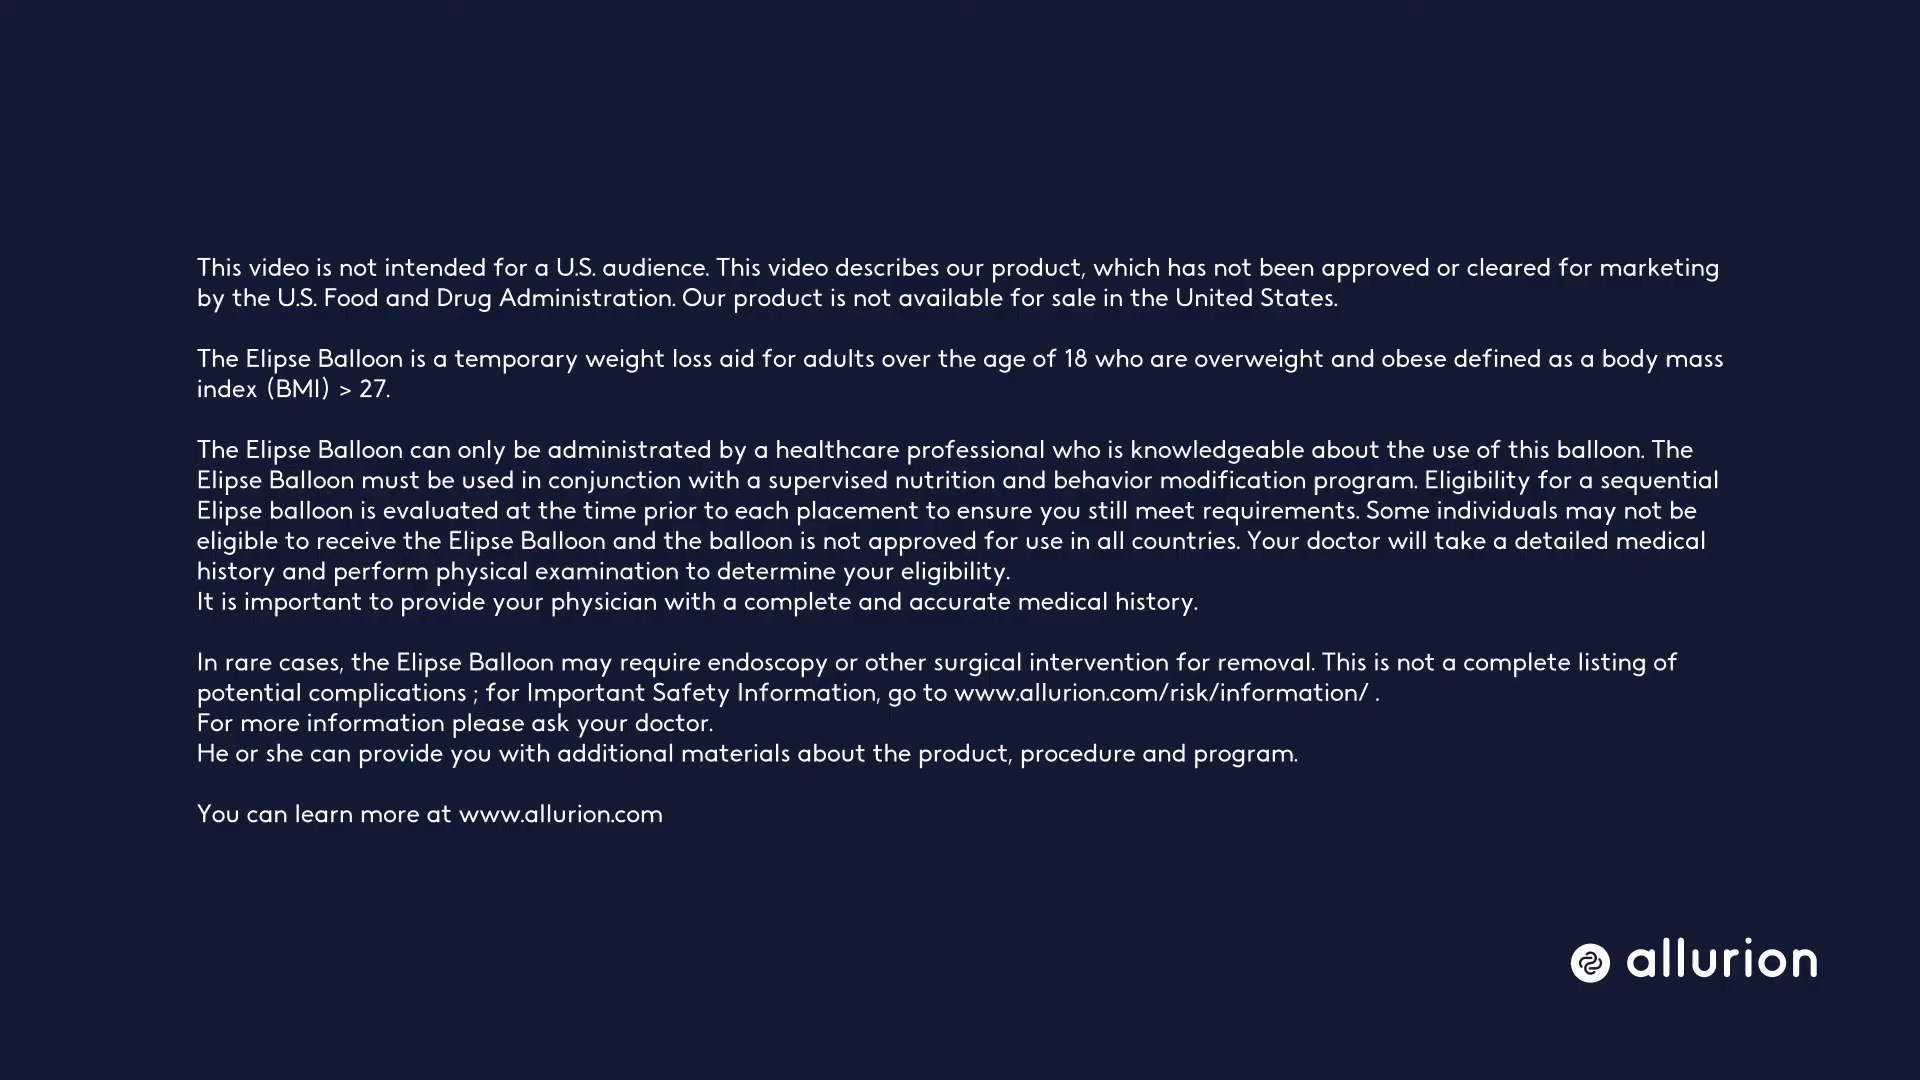 This video is not intended for a U.S. audience. This video describes our product, which has not been approved or cleared for marketing
by the U.S. Food and Drug Administration. Our product is not available for sale in the United States.
The Elipse Balloon is a temporary weight loss aid for adults over the age of 18 who are overweight and obese defined as a body mass
index (BMI) > 27.
The Elipse Balloon can only be administrated by a healthcare professional who is knowledgeable about the use of this balloon. The
Elipse Balloon must be used in conjunction with a supervised nutrition and behavior modification program. Eligibility for a sequential
Elipse balloon is evaluated at the time prior to each placement to ensure you still meet requirements. Some individuals may not be
eligible to receive the Elipse Balloon and the balloon is not approved for use in all countries. Your doctor will take a detailed medical
history and perform physical examination to determine your eligibility.
It is important to provide your physician with a complete and accurate medical history.
In rare cases, the Elipse Balloon may require endoscopy or other surgical intervention for removal. This is not a complete listing of
potential complications ; for Important Safety Information, go to www.allurion.com/risk/information/ .
For more information please ask your doctor.
He or she can provide you with additional materials about the product, procedure and program.
You can learn more at www.allurion.com
allurion